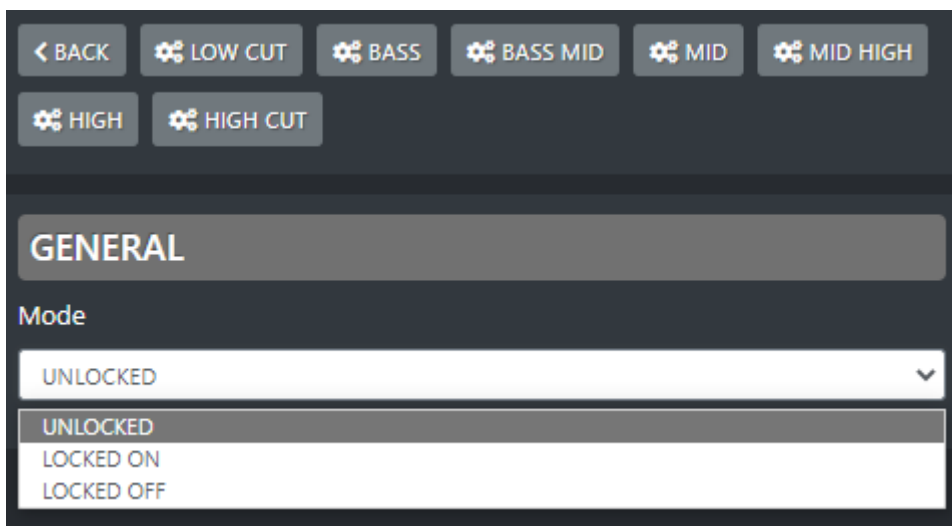 BACK LOW CUT BASS BASS MID MID MID HIGH
HIGH HIGH CUT
GENERAL
Mode
UNLOCKED
UNLOCKED
LOCKED ON
LOCKED OFF